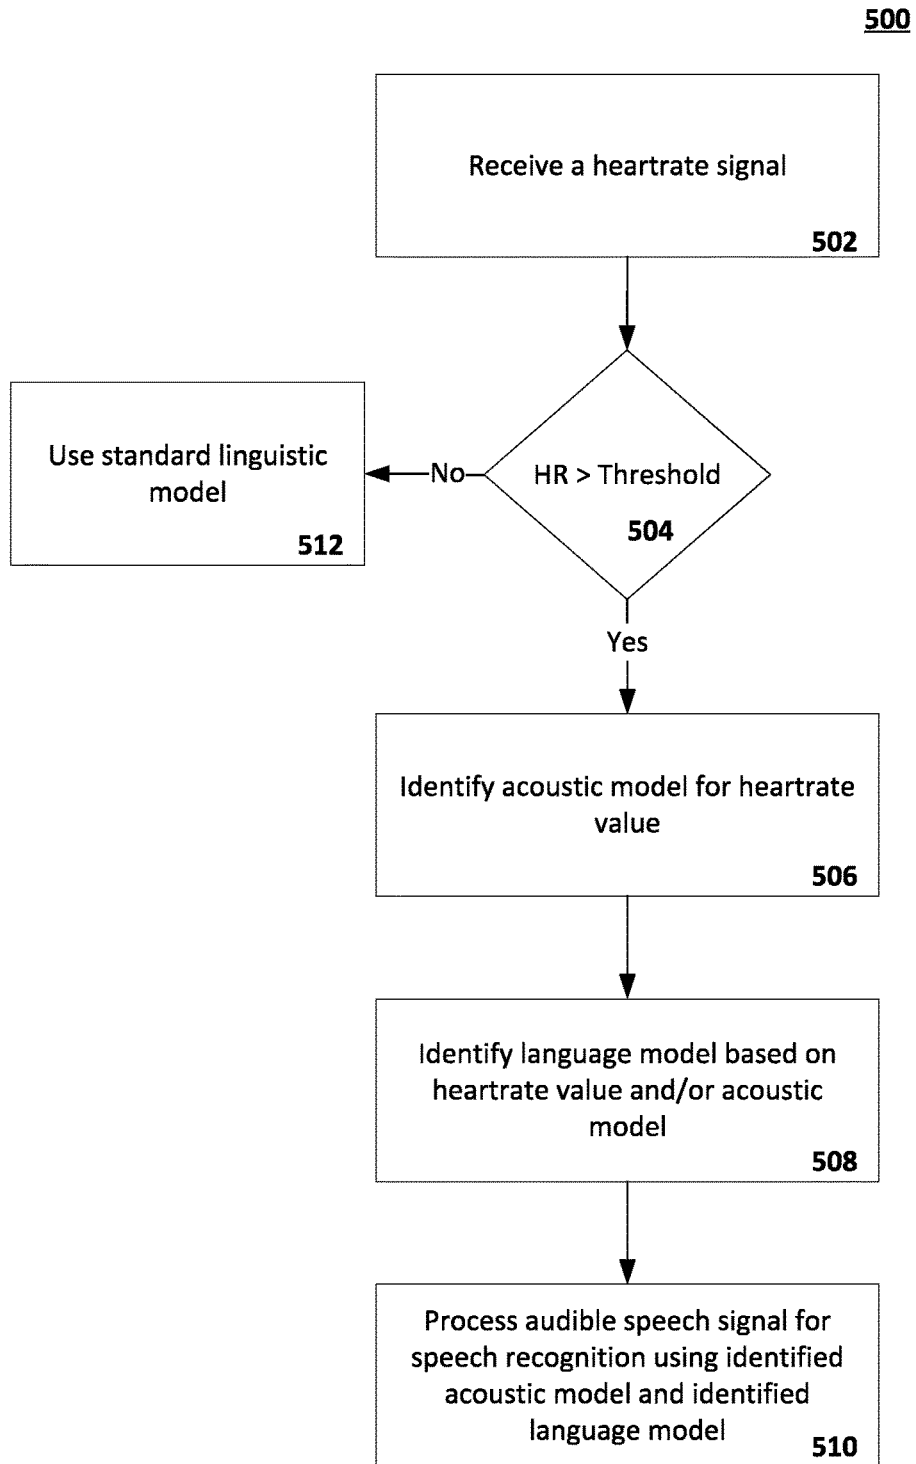 500
Receive a heartrate signal
502
HR > Threshold
504
No
Use standard linguistic
model
512
Yes
Identify acoustic model for heartrate
value
506
Identify language model based on
heartrate value and/or acoustic
model
508
Process audible speech signal for
speech recognition using identified
acoustic model and identified
language model
510